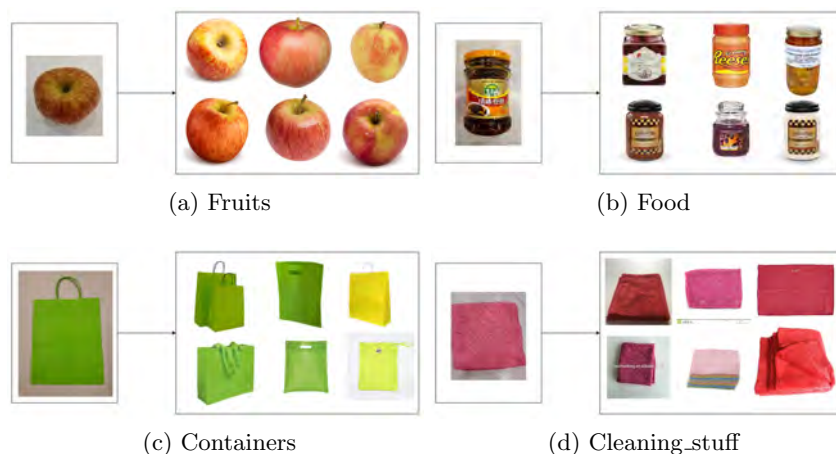 Reese's
(a) Fruits
(b) Food
(c) Containers
(d) Cleaning_stuff